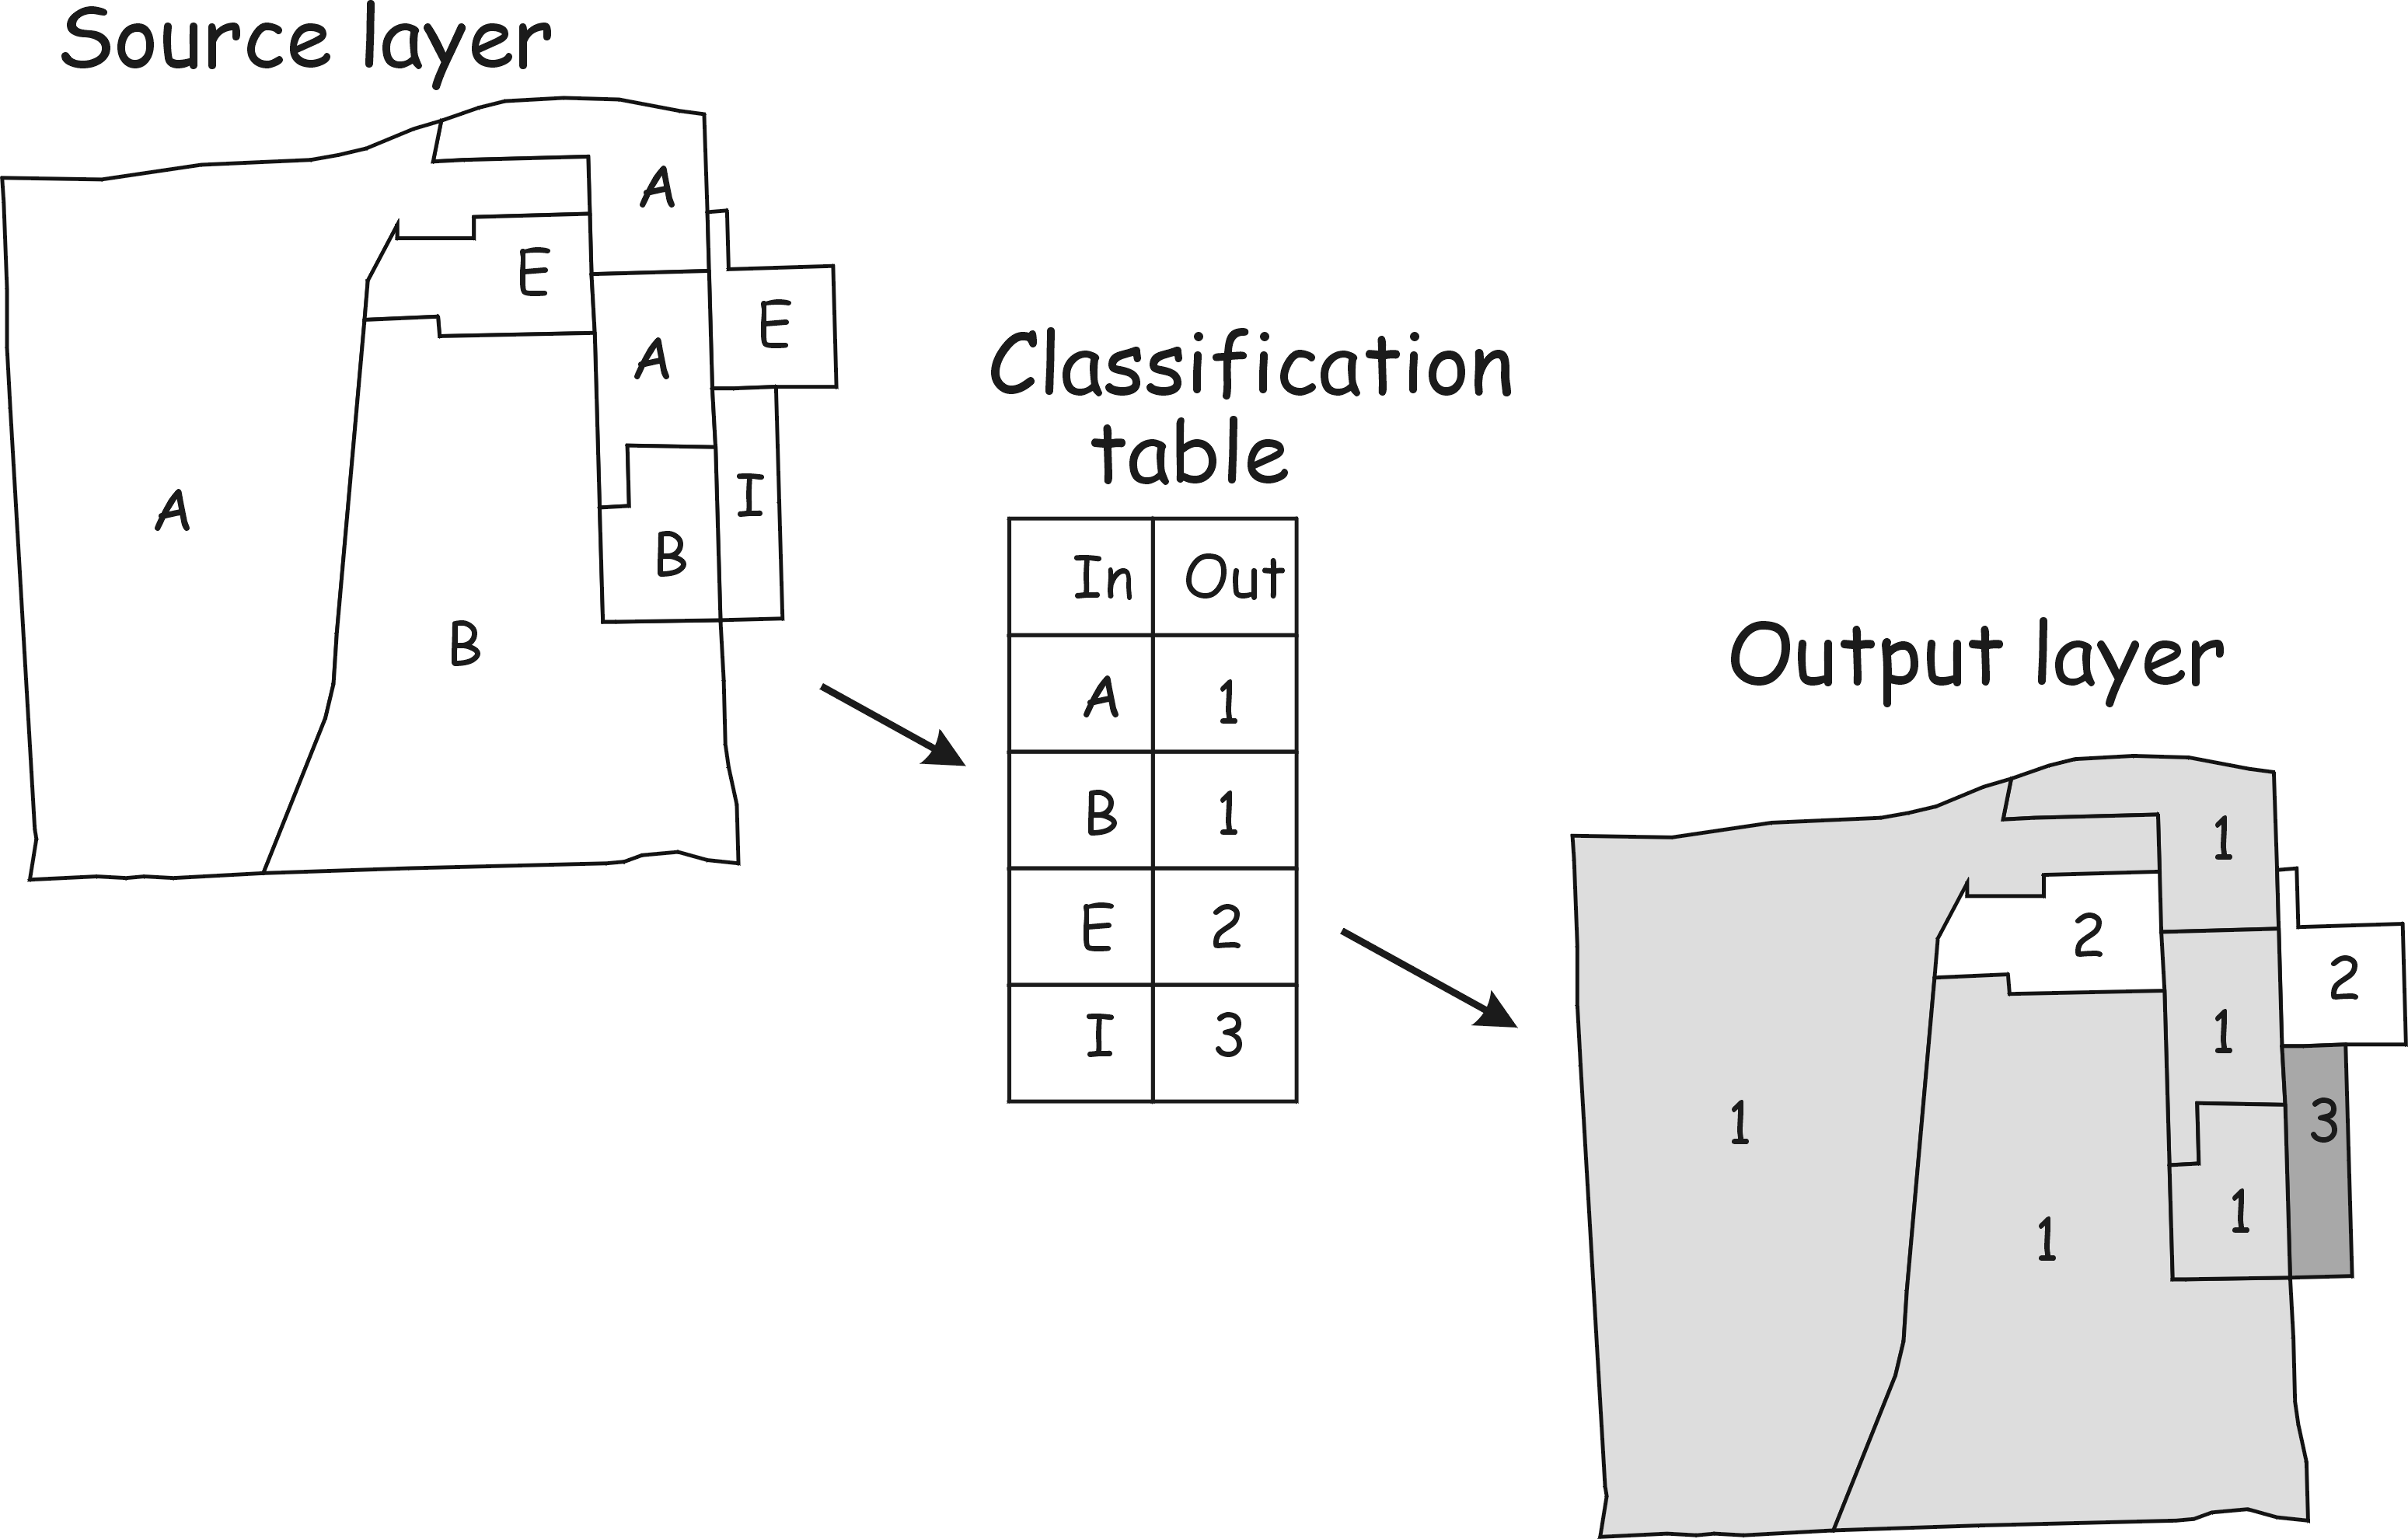 Source layer
A
E
A
E
A
I
B
B
A
Classification
table
In Out
A 1
B 1
E 2
I 3
Output layer
1
2
2
1
3
1
1
1